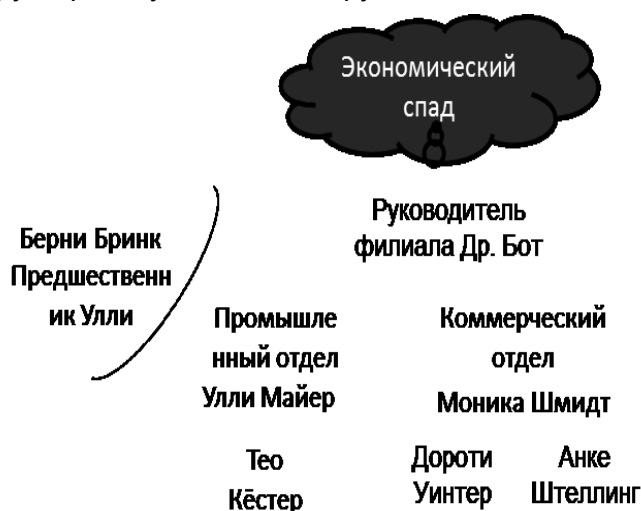 Экономический
спад
Руководитель
филиала Др. Бот
Берни Бринк
Предшественн
ик Улли
Промышле
нный отдел
Улли Майер
Коммерческий
отдел
Моника Шмидт
Тео
Кёстер
Дороти
Уинтер
Анке
Штеллинг